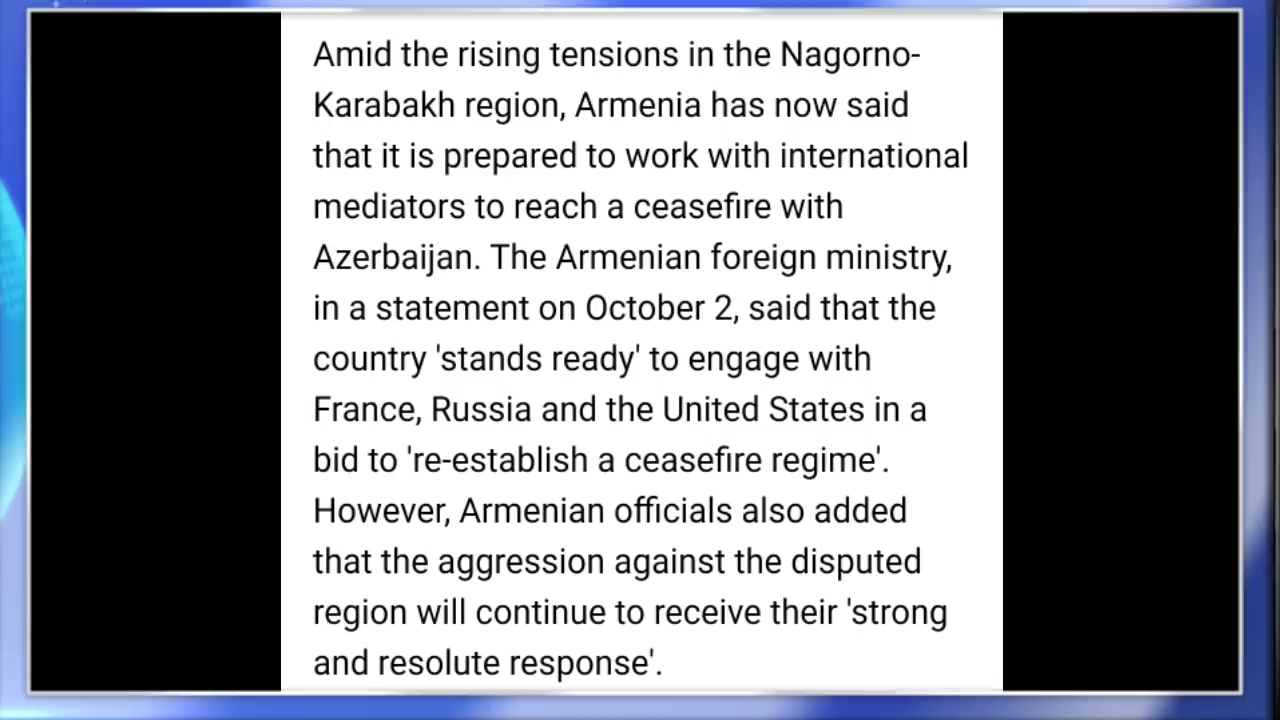 Amid the rising tensions in the Nagorno-
Karabakh region, Armenia has now said
that it is prepared to work with international
mediators to reach a ceasefire with
Azerbaijan. The Armenian foreign ministry,
in a statement on October 2, said that the
country 'stands ready' to engage with
France, Russia and the United States in a
bid to 're-establish a ceasefire regime'.
However, Armenian officials also added
that the aggression against the disputed
region will continue to receive their 'strong
and resolute response'.